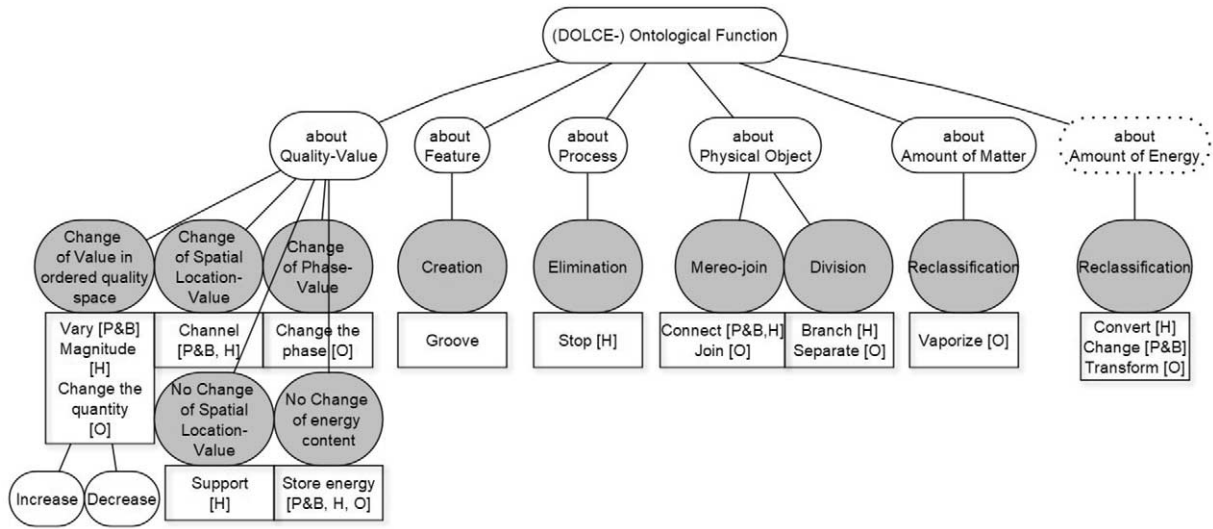 (DOLCE-) Ontological Function
about
Quality-Value
about
Feature
about
Process
about
Physical Object
about
Amount of Matter
about
Amount of Energy
Change
of Value in
ordered quality
space
Change
of Spatial
Location-
Value
Change
of Phase-
Value
Creation
Elimination
Mereo-join
Division
Reclassification
Reclassification
Vary [P&B]
Magnitude
[H]
Change the
quantity
[O]
Channel
[P&B, H]
Change the
phase [O]
Groove
Stop [H]
Connect [P&B,H]
Join [O]
Branch [H]
Separate [O]
Vaporize [O]
Convert [H]
Change [P&B]
Transform [O]
No Change
of Spatial
Location-
Value
No Change
of energy
content
Increase
Decrease
Support
[H]
Store energy
[P&B, H, O]